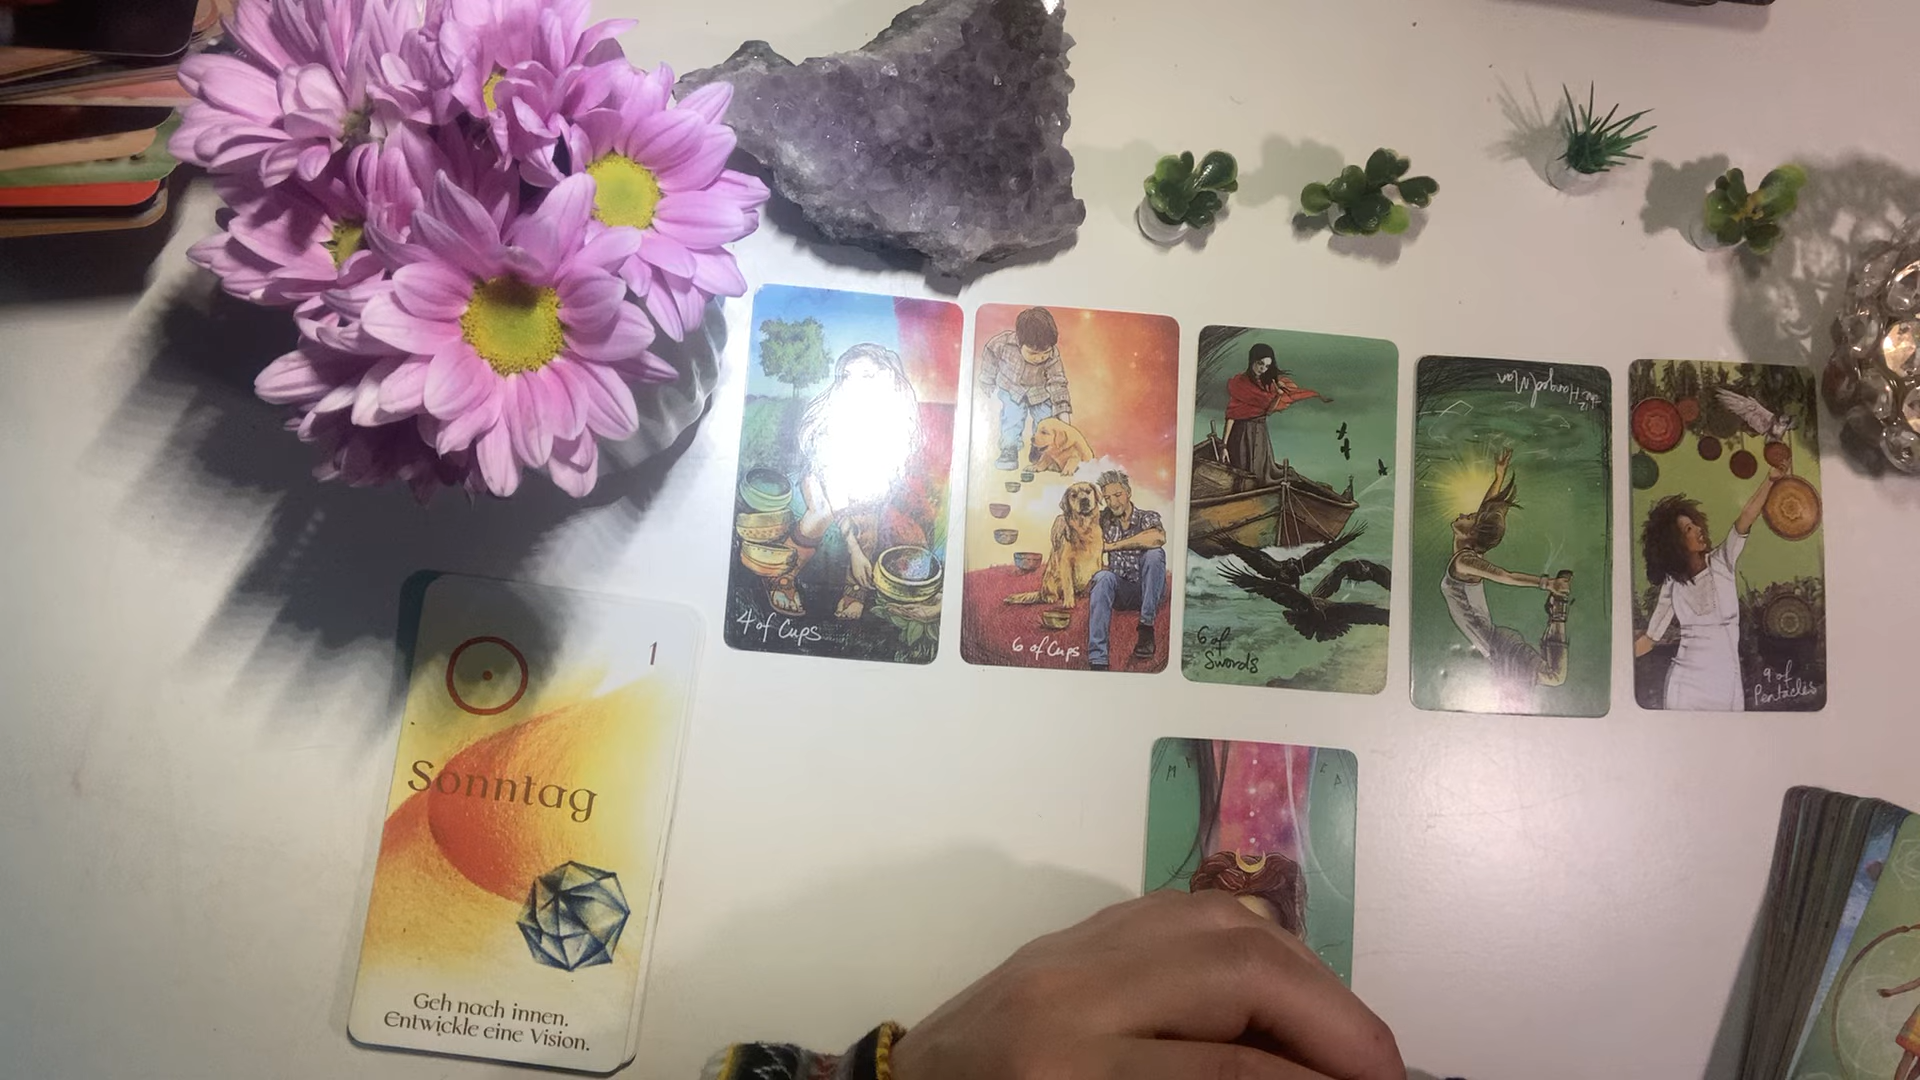 1
Sonntag
Geh nach innen.
Entwickle eine Vision.
4 of Cups
6 of Cups
6 of
Swords
12
The Hanged Man
9 of
Pentacles